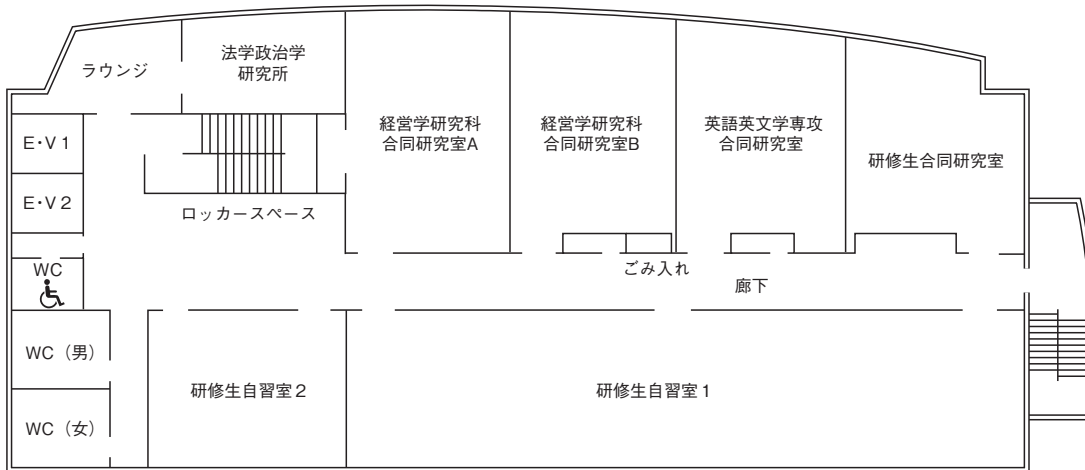 ラウンジ
法学政治学
研究所
経営学研究科
合同研究室A
経営学研究科
合同研究室B
英語英文学専攻
合同研究室
研修生合同研究室
E・V 1
E・V 2
ロッカースペース
WC
ごみ入れ
廊下
WC（男）
WC（女）
研修生自習室 2
研修生自習室 1